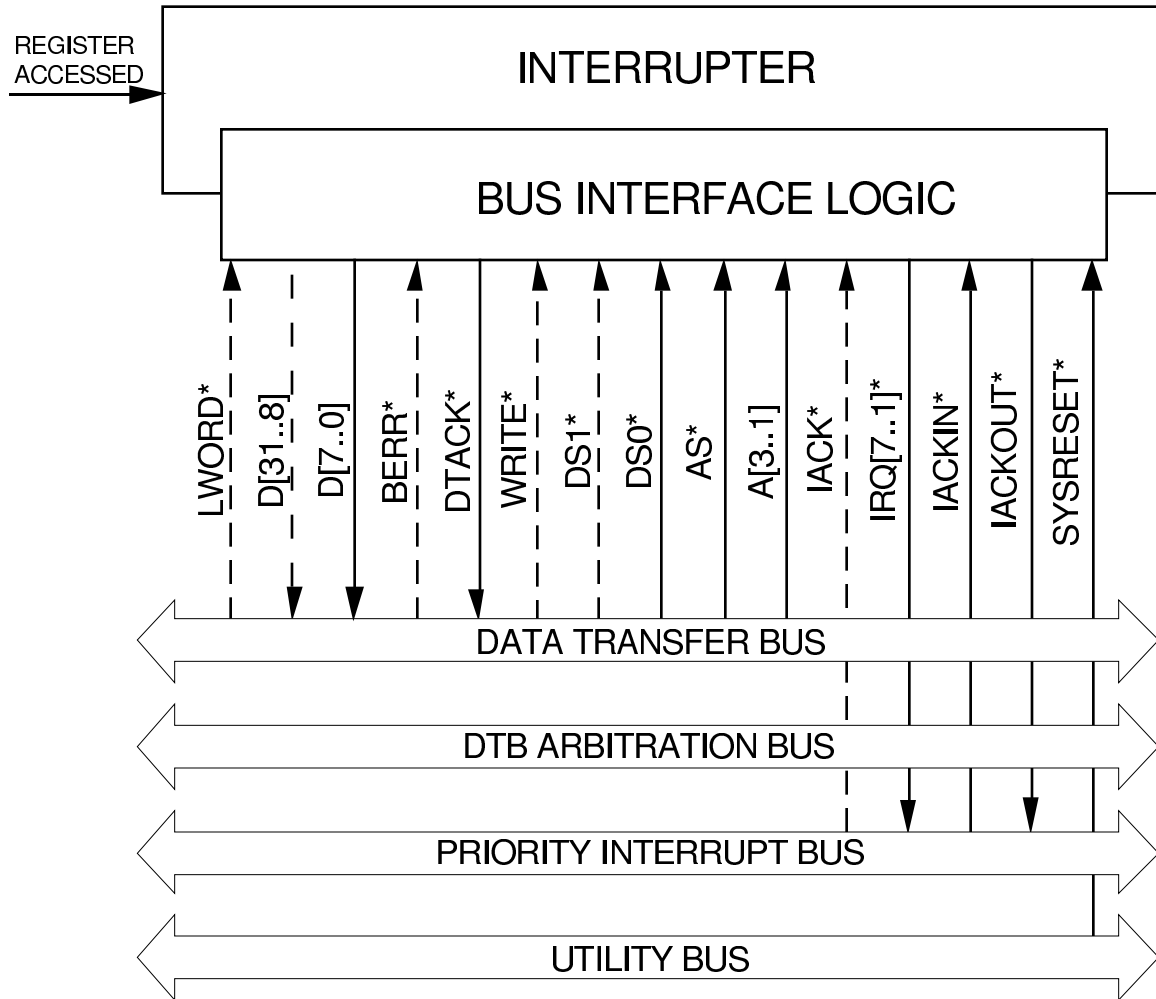 REGISTER
ACCESSED
INTERRUPTER
BUS INTERFACE LOGIC
LWORD*
D[31..8]
D[7..0]
BERR*
DTACK*
WRITE*
DS1*
DS0*
AS*
A[3..1]
IACK*
IRQ[7..1]*
IACKIN*
IACKOUT*
SYSRESET*
DATA TRANSFER BUS
DTB ARBITRATION BUS
PRIORITY INTERRUPT BUS
UTILITY BUS